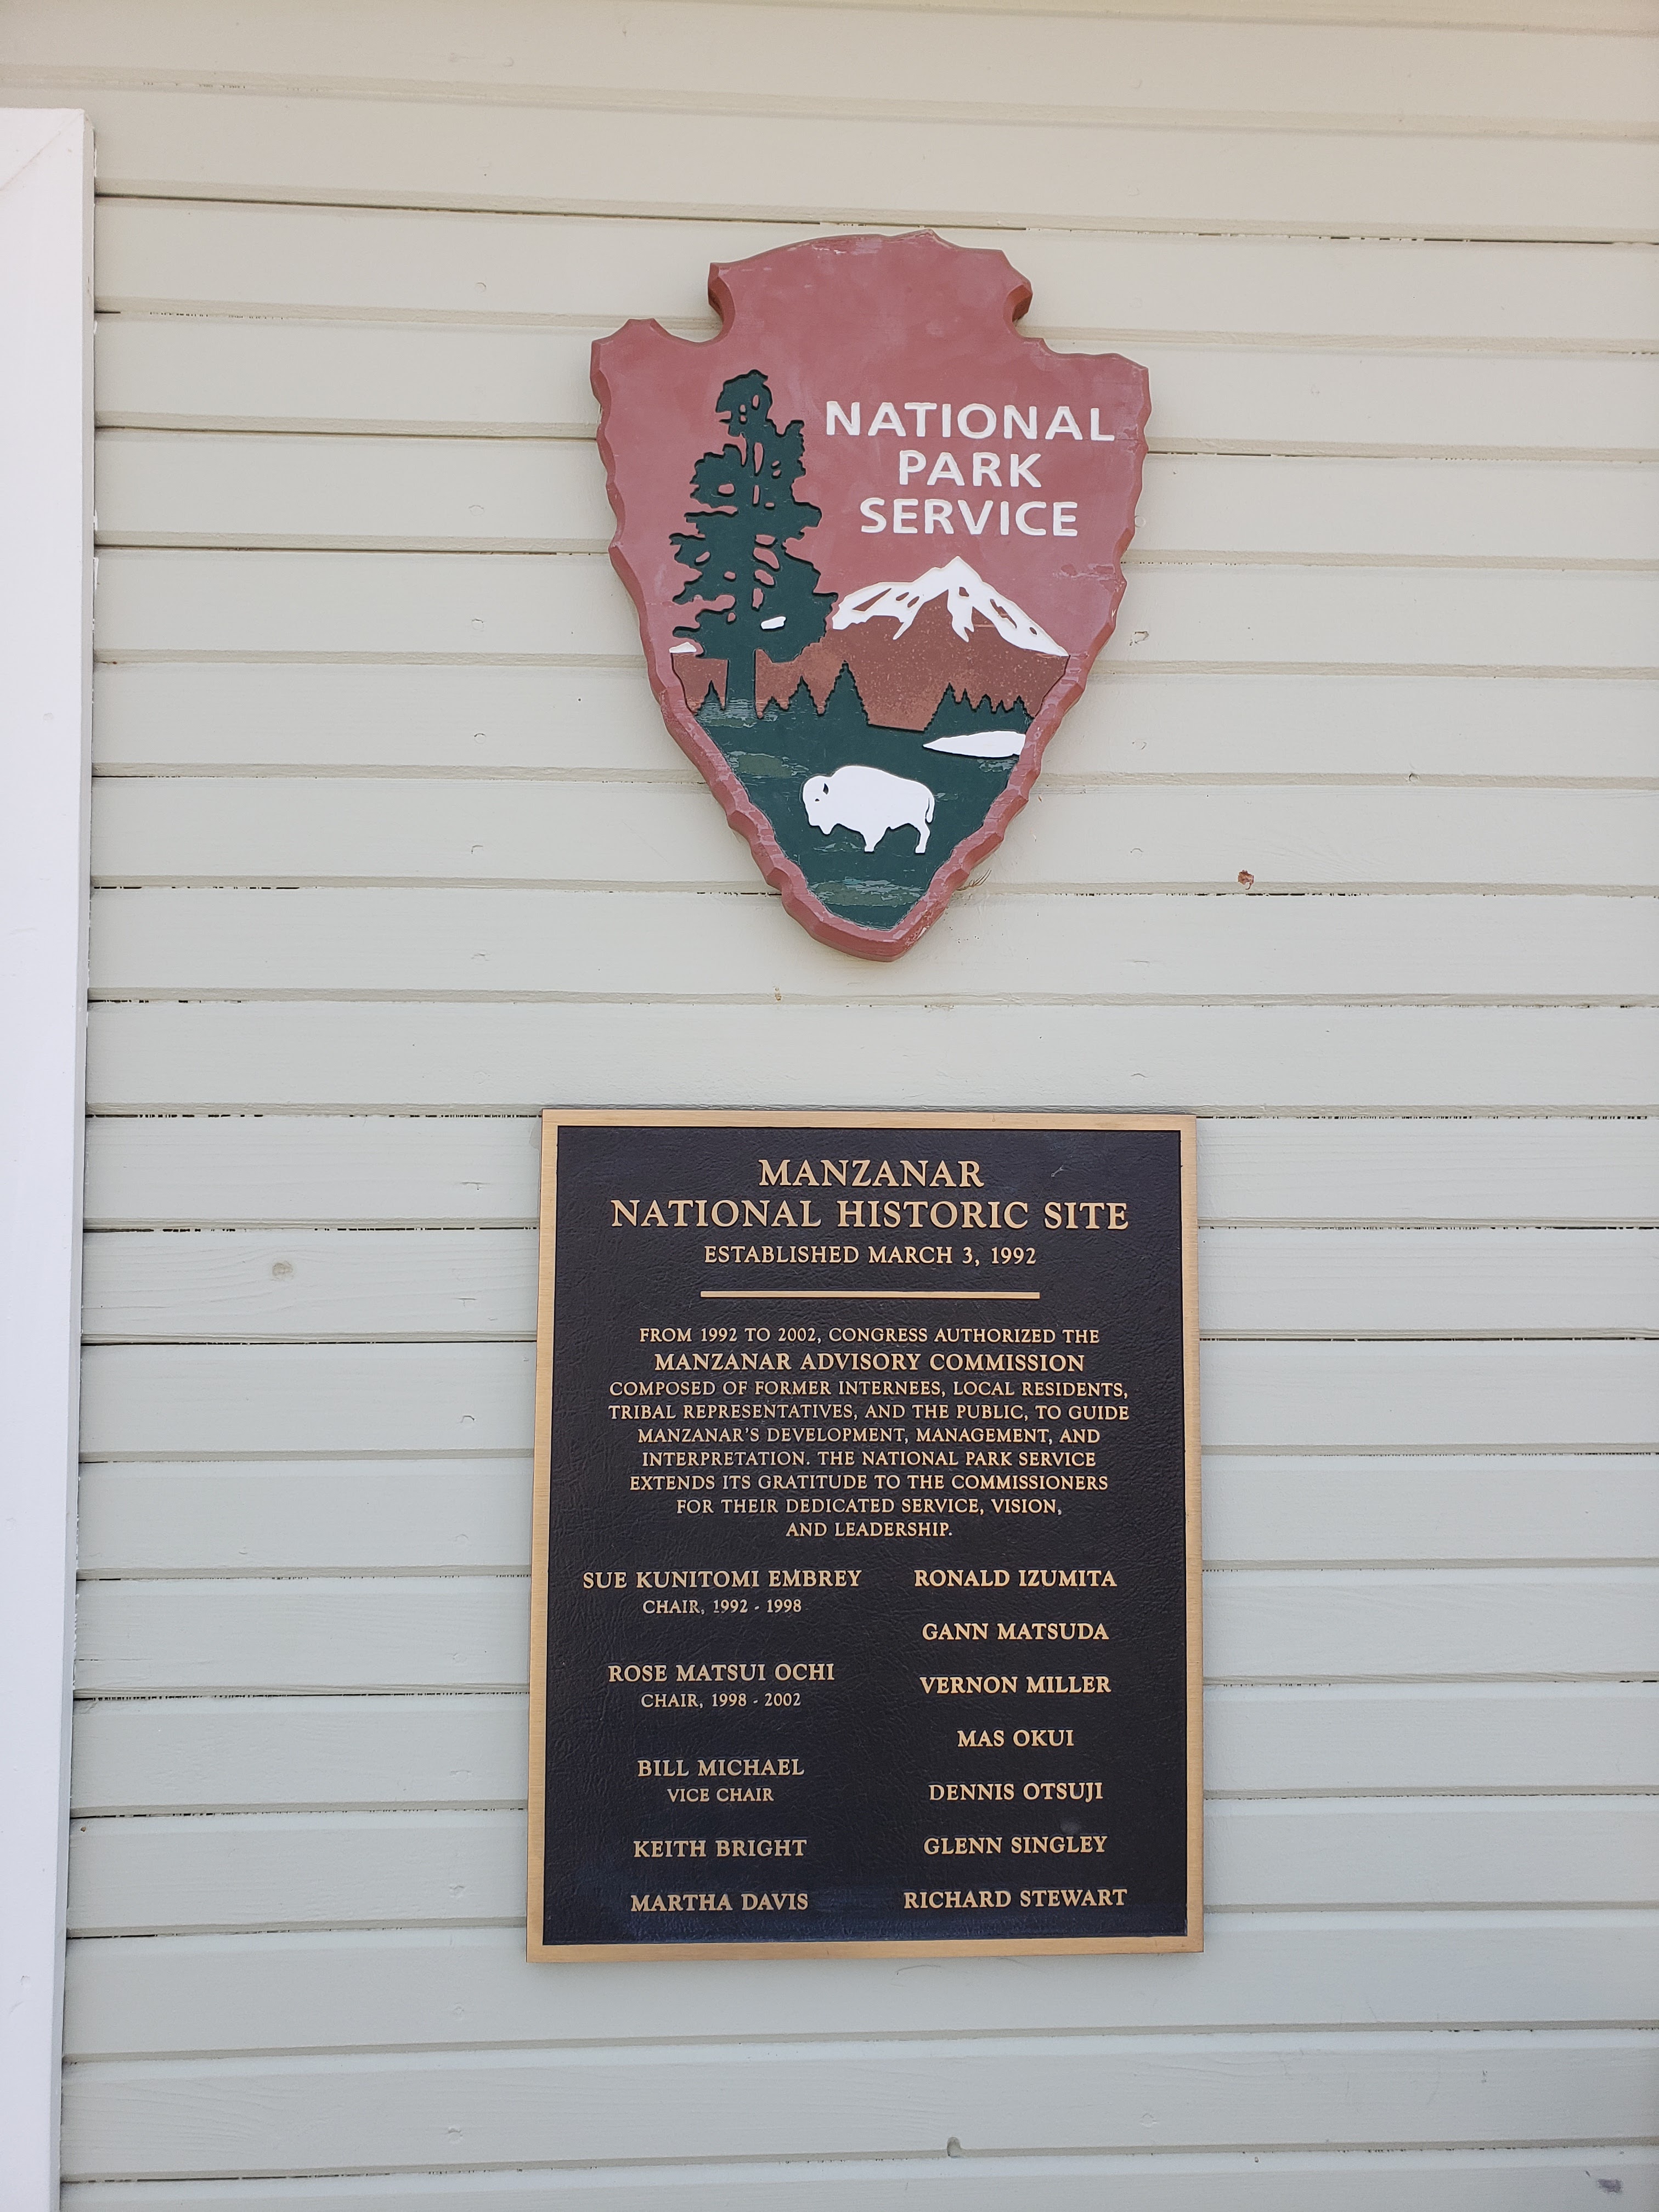 NATIONAL
PARK
SERVICE
MANZANAR
NATIONAL HISTORIC SITE
ESTABLISHED MARCH 3, 1992
FROM 1992 TO 2002, CONGRESS AUTHORIZED THE
MANZANAR ADVISORY COMMISSION
COMPOSED OF FORMER INTERNEES, LOCAL RESIDENTS,
TRIBAL REPRESENTATIVES, AND THE PUBLIC, TO GUIDE
MANZANAR'S DEVELOPMENT, MANAGEMENT, AND
INTERPRETATION. THE NATIONAL PARK SERVICE
EXTENDS ITS GRATITUDE TO THE COMMISSIONERS
FOR THEIR DEDICATED SERVICE, VISION,
AND LEADERSHIP.
SUE KUNITOMI EMBREY
CHAIR, 1992 - 1998
ROSE MATSUI OCHI
CHAIR, 1998 - 2002
BILL MICHAEL
VICE CHAIR
KEITH BRIGHT
MARTHA DAVIS
RONALD IZUMITA
GANN MATSUDA
VERNON MILLER
MAS OKUI
DENNIS OTSUJI
GLENN SINGLEY
RICHARD STEWART